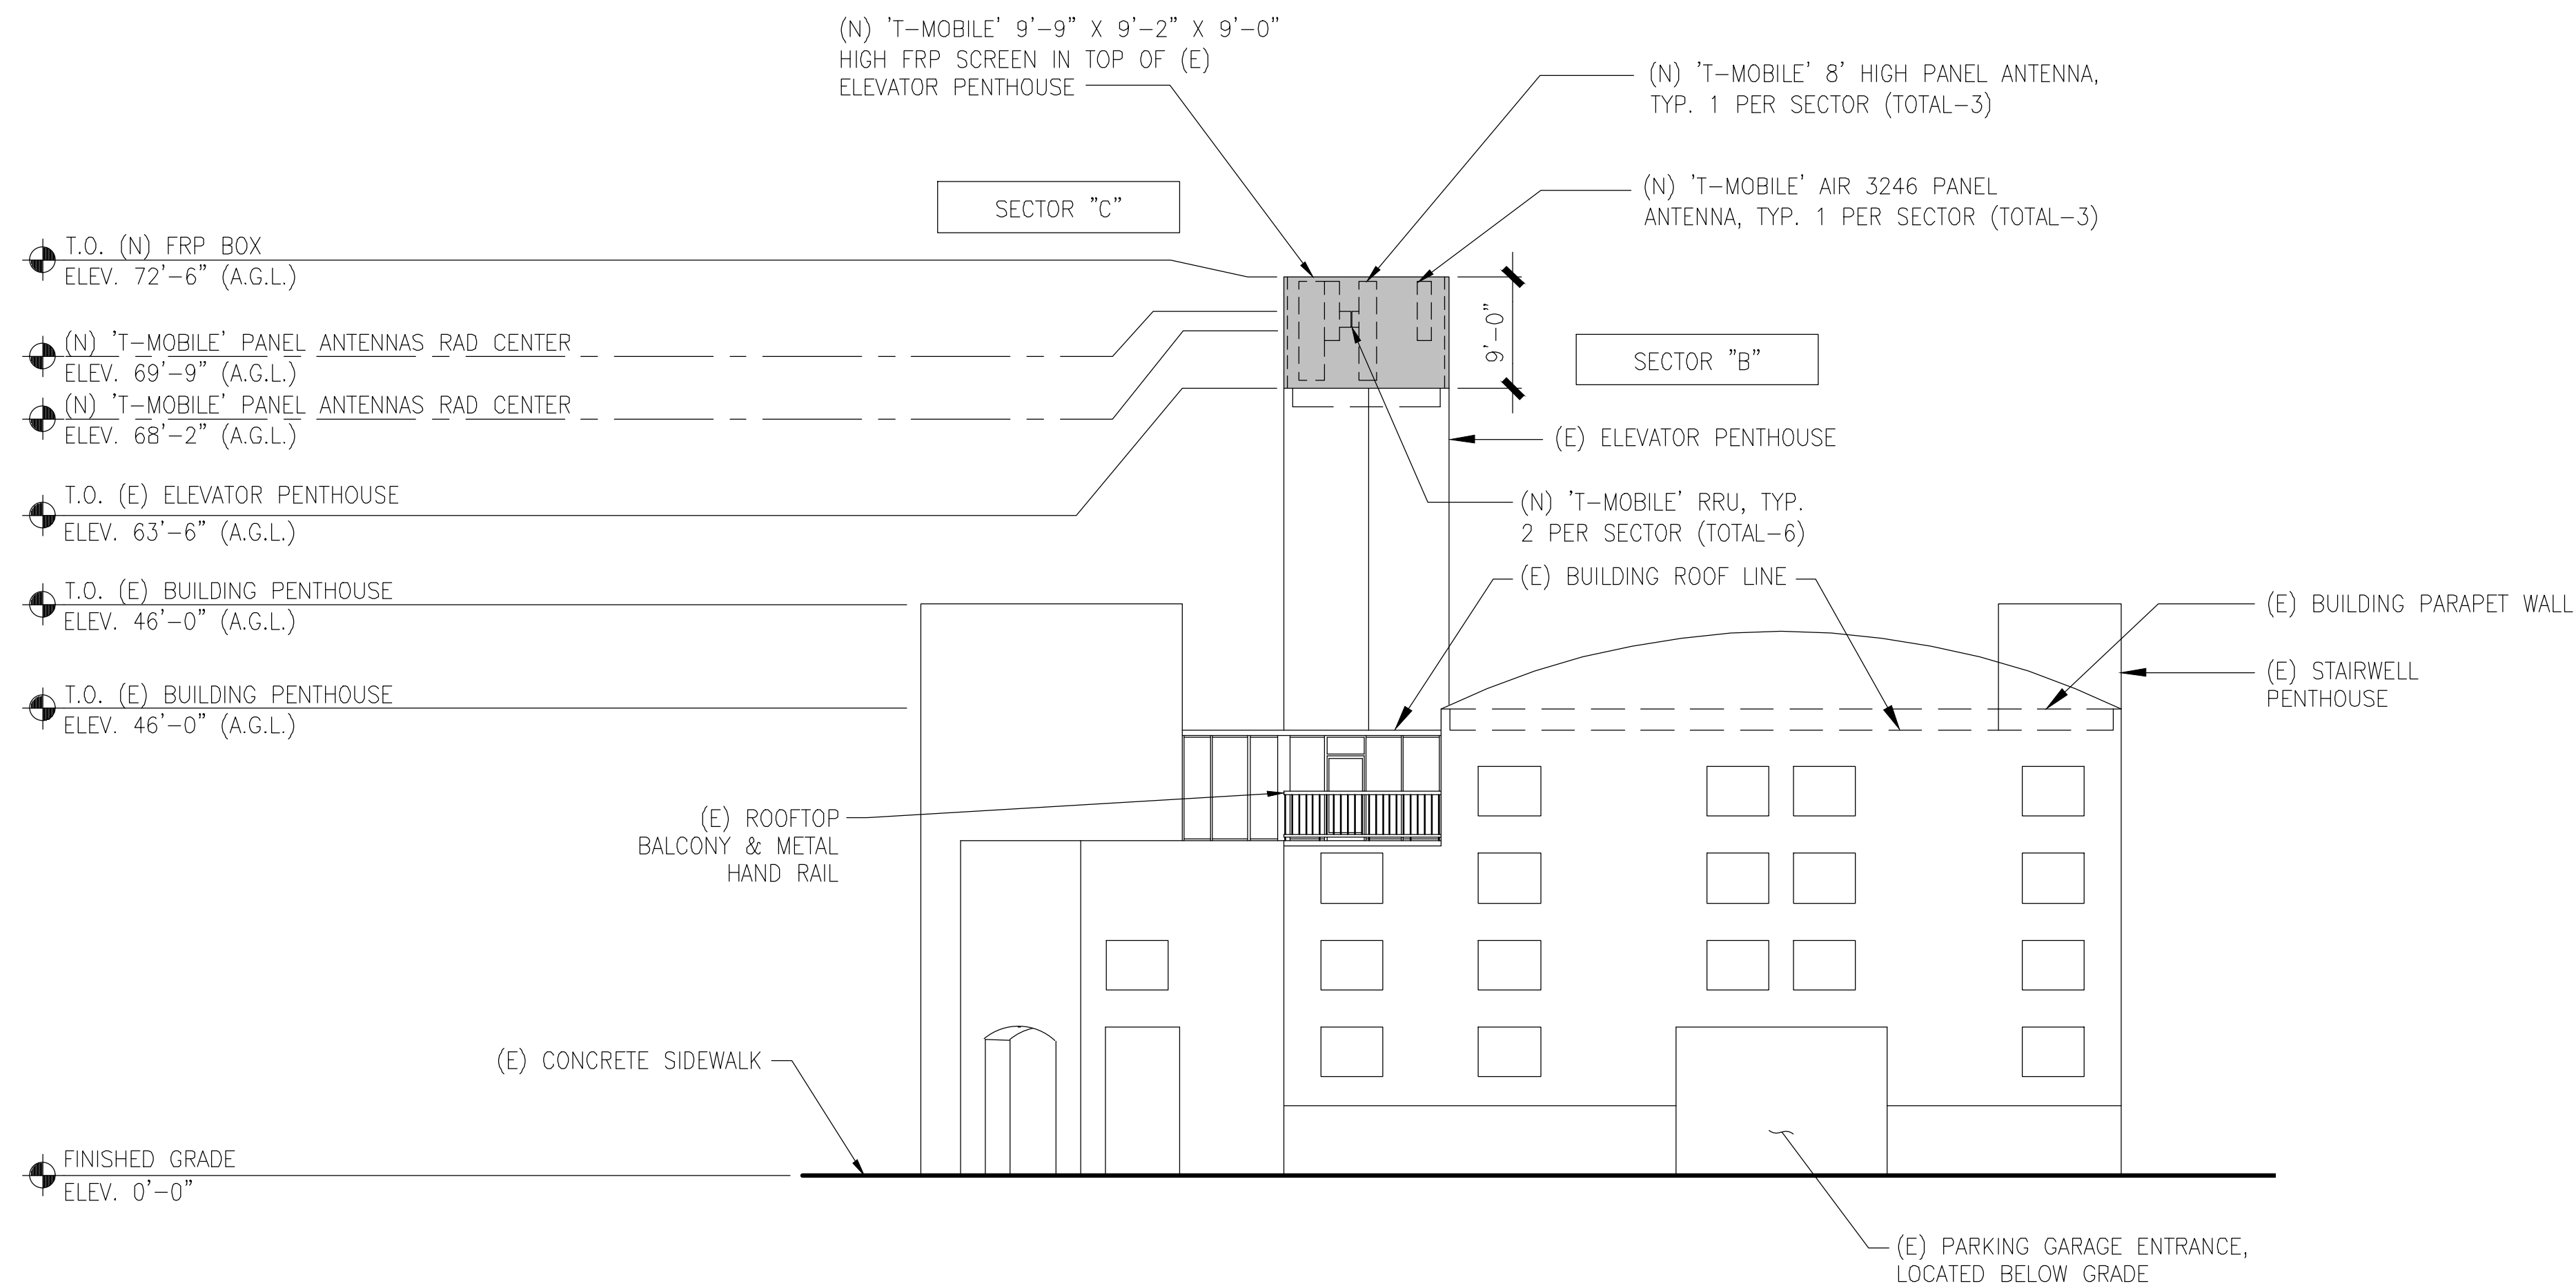 (N) 'T-MOBILE' 9'-9" X 9'-2" X 9'-0"
HIGH FRP SCREEN IN TOP OF (E)
ELEVATOR PENTHOUSE
(N) 'T-MOBILE' 8' HIGH PANEL ANTENNA,
TYP. 1 PER SECTOR (TOTAL-3)
SECTOR "C"
(N) 'T-MOBILE' AIR 3246 PANEL
ANTENNA, TYP. 1 PER SECTOR (TOTAL-3)
T.O. (N) FRP BOX
ELEV. 72'-6" (A.G.L.)
(N) 'T-MOBILE' PANEL ANTENNAS RAD CENTER
ELEV. 69'-9" (A.G.L.)
9'-0"
SECTOR "B"
(N) 'T-MOBILE' PANEL ANTENNAS RAD CENTER
ELEV. 68'-2" (A.G.L.)
(E) ELEVATOR PENTHOUSE
T.O. (E) ELEVATOR PENTHOUSE
ELEV. 63'-6" (A.G.L.)
(N) 'T-MOBILE' RRU, TYP.
2 PER SECTOR (TOTAL-6)
(E) BUILDING ROOF LINE
T.O. (E) BUILDING PENTHOUSE
ELEV. 46'-0" (A.G.L.)
(E) BUILDING PARAPET WALL
(E) STAIRWELL
PENTHOUSE
T.O. (E) BUILDING PENTHOUSE
ELEV. 46'-0" (A.G.L.)
(E) ROOFTOP
BALCONY & METAL
HAND RAIL
(E) CONCRETE SIDEWALK
FINISHED GRADE
ELEV. 0'-0"
(E) PARKING GARAGE ENTRANCE,
LOCATED BELOW GRADE